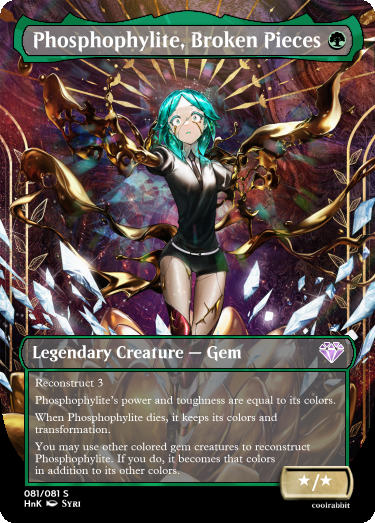 Phosphophylite, Broken Pieces
Legendary Creature — Gem
Reconstruct 3
Phosphophylite's power and toughness are equal to its colors.
When Phosphophylite dies, it keeps its colors and
transformation.
You may use other colored gem creatures to reconstruct
Phosphophylite. If you do, it becomes that colors
in addition to its other colors.
★/★
081/081 S
HnK ✒ Syri
coolrabbit